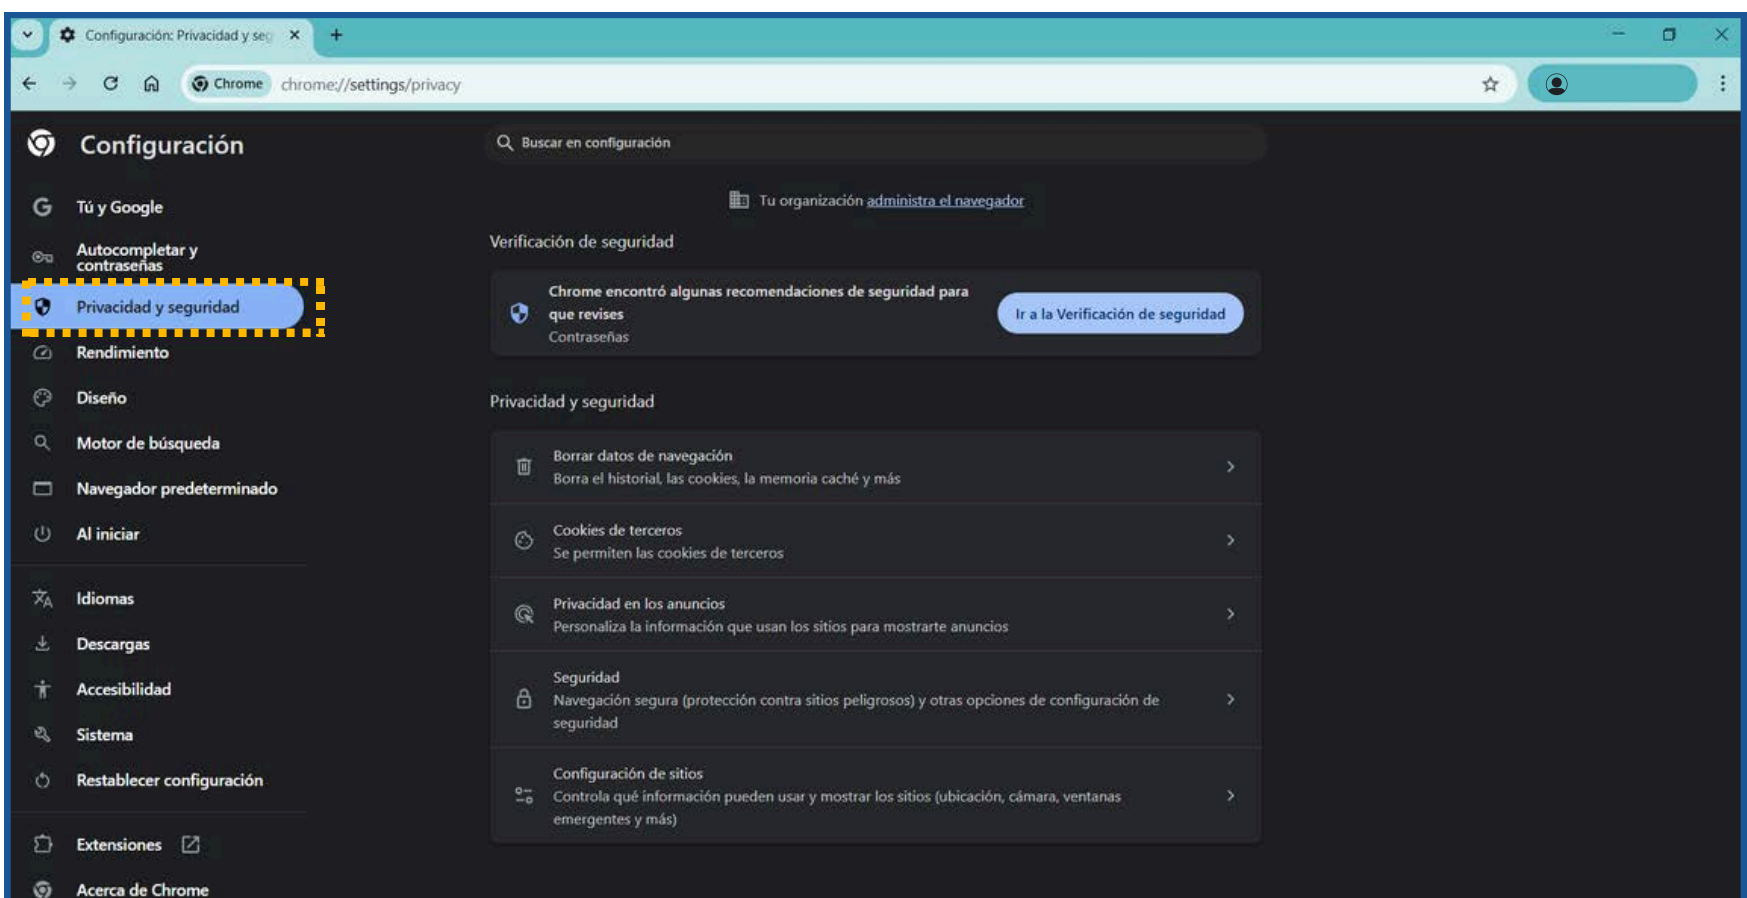 Configuración: Privacidad y seg
Chrome
chrome://settings/privacy
Configuración
Buscar en configuración
Tu organización administra el navegador
Tú y Google
Autocompletar y
contraseñas
Privacidad y seguridad
Rendimiento
Diseño
Motor de búsqueda
Navegador predeterminado
Al iniciar
Idiomas
Descargas
Accesibilidad
Sistema
Restablecer configuración
Extensiones
Acerca de Chrome
Verificación de seguridad
Chrome encontró algunas recomendaciones de seguridad para
que revises
Contraseñas
Ir a la Verificación de seguridad
Privacidad y seguridad
Borrar datos de navegación
Borra el historial, las cookies, la memoria caché y más
Cookies de terceros
Se permiten las cookies de terceros
Privacidad en los anuncios
Personaliza la información que usan los sitios para mostrarte anuncios
Seguridad
Navegación segura (protección contra sitios peligrosos) y otras opciones de configuración de
seguridad
Configuración de sitios
Controla qué información pueden usar y mostrar los sitios (ubicación, cámara, ventanas
emergentes y más)